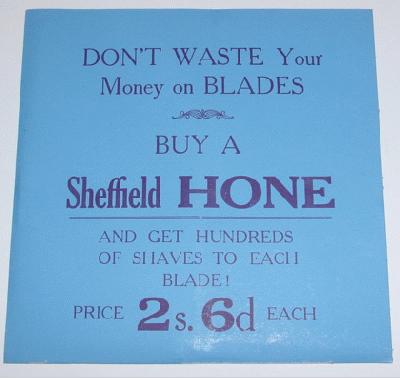 DON'T WASTE Your
Money on BLADES
BUY A
Sheffield HONE
AND GET HUNDREDS
OF SHAVES TO EACH
BLADE!
PRICE 2s. 6d EACH